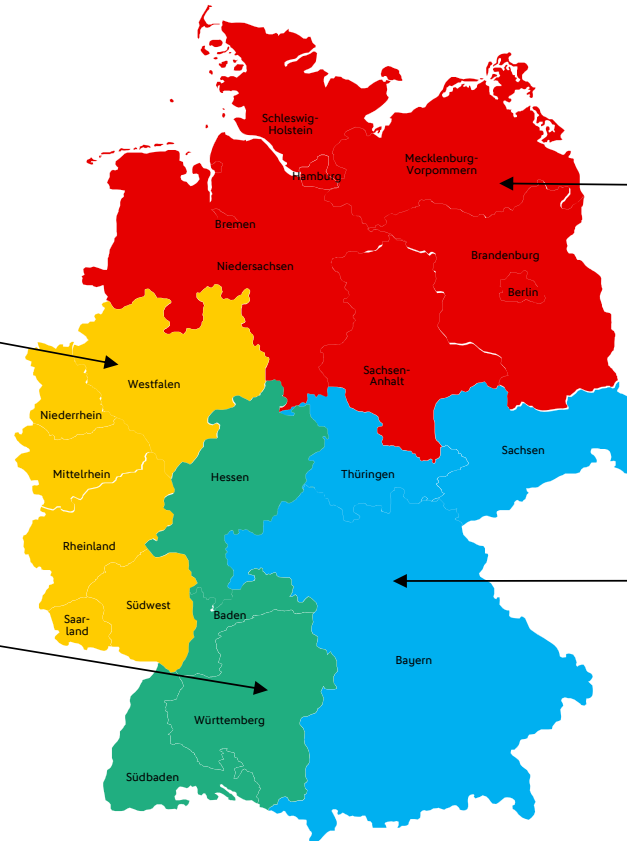 Schleswig-
Holstein
Mecklenburg-
Vorpommern
Hamburg
Bremen
Niedersachsen
Brandenburg
Berlin
Sachsen-
Anhalt
Westfalen
Niederrhein
Mittelrhein
Hessen
Thüringen
Sachsen
Rheinland
Südwest
Saar-
land
Baden
Bayern
Württemberg
Südbaden